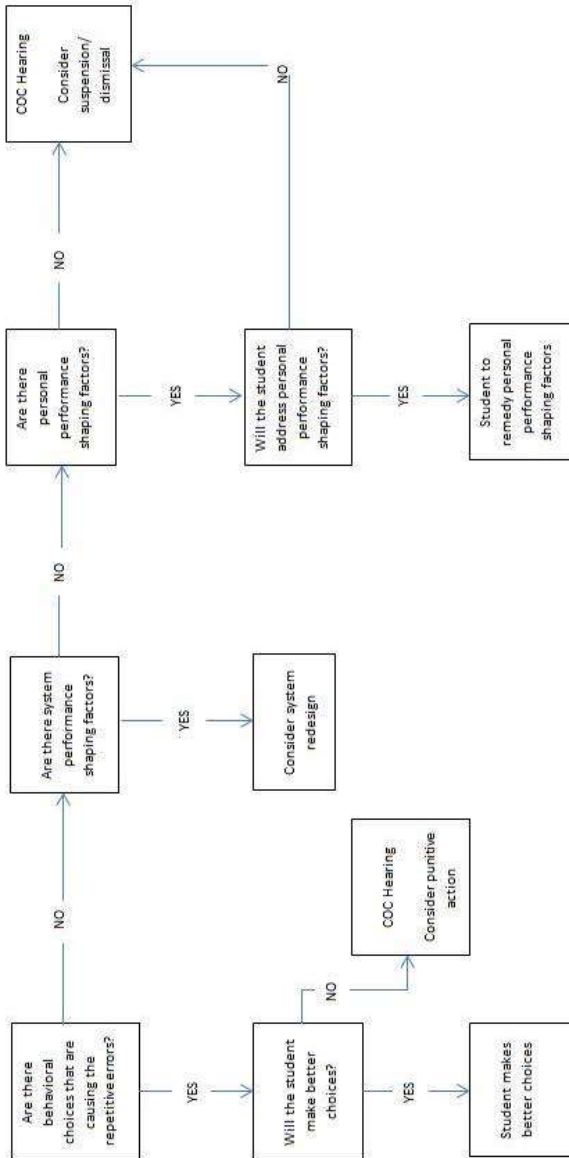 Are there
behavioral
choices that are
causing the
repetitive errors?
NO
Are there system
performance
shaping factors?
NO
Are there
personal
performance
shaping factors?
NO
COC Hearing
Consider
suspension/
dismissal
YES
Will the student
make better
choices?
NO
COC Hearing
Consider punitive
action
YES
Student makes
better choices
YES
Consider system
redesign
YES
Will the student
address personal
performance
shaping factors?
NO
YES
Student to
remedy personal
performance
shaping factors